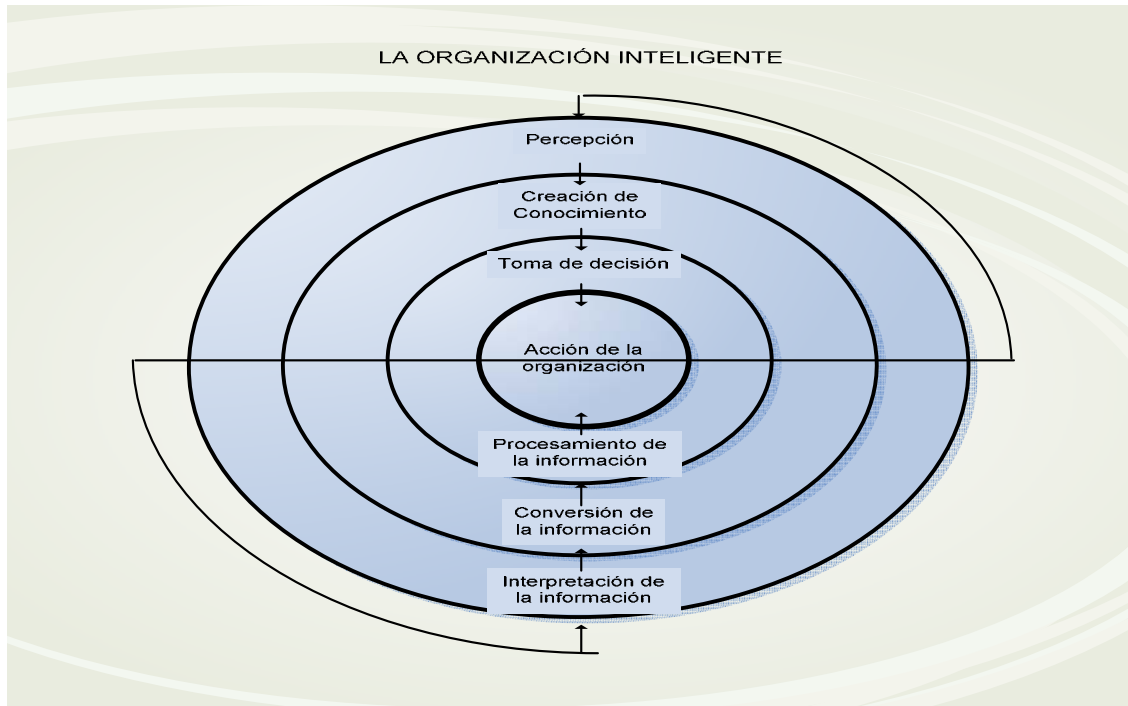 LA ORGANIZACIÓN INTELIGENTE
Percepción
Creación de
Conocimiento
Toma de decisión
Acción de la
organización
Procesamiento de
la información
Conversión de
la información
Interpretación de
la información